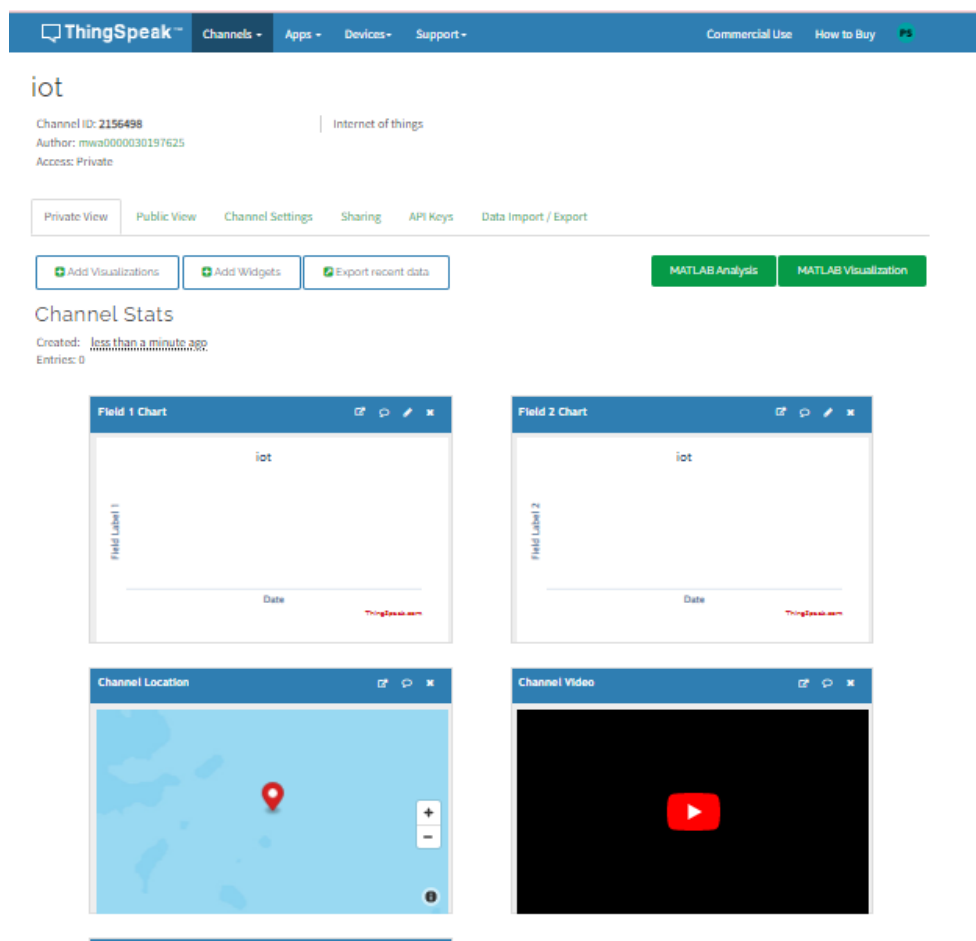 ThingSpeak™ Channels Apps Devices Support Commercial Use How to Buy PS
iot
Channel ID: 2156498 Internet of things
Author: mwa0000030197625
Access: Private
Private View Public View Channel Settings Sharing API Keys Data Import / Export
Add Visualizations Add Widgets Export recent data MATLAB Analysis MATLAB Visualization
Channel Stats
Created: less than a minute ago
Entries: 0
Field 1 Chart Field 2 Chart
iot iot
Field Label 1 Field Label 2
Date Date
ThingSpeak.com ThingSpeak.com
Channel Location Channel Video